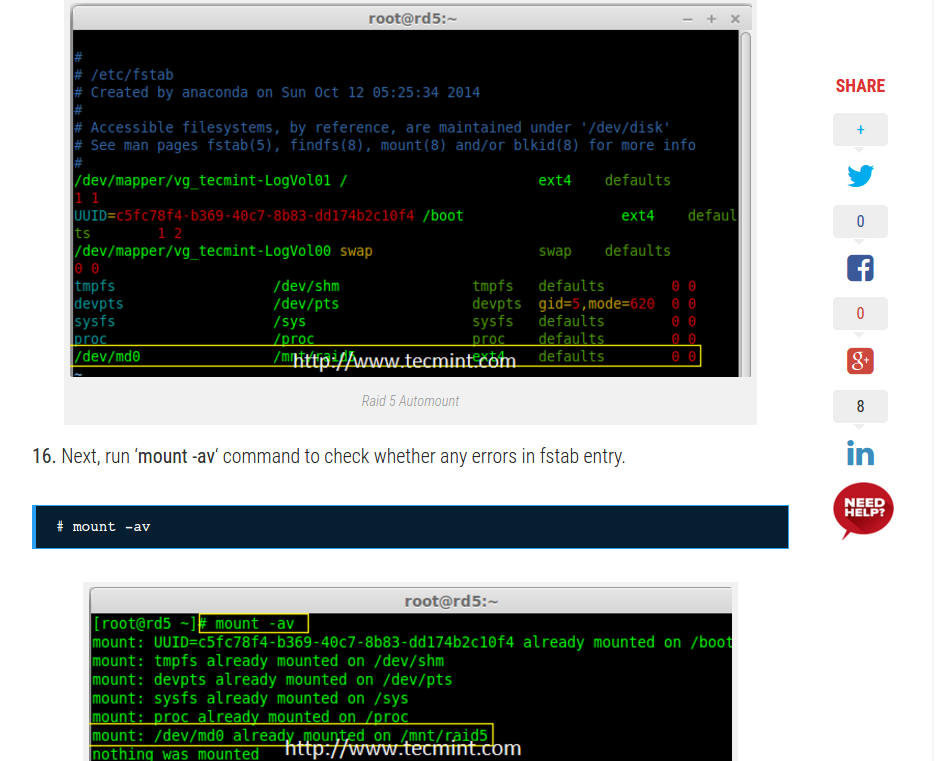 root@rd5:~
#
# /etc/fstab
# Created by anaconda on Sun Oct 12 05:25:34 2014
#
# Accessible filesystems, by reference, are maintained under '/dev/disk'
# See man pages fstab(5), findfs(8), mount(8) and/or blkid(8) for more info
#
/dev/mapper/vg_tecmint-LogVol01 / ext4 defaults
1 1
UUID=c5fc78f4-b369-40c7-8b83-dd174b2c10f4 /boot ext4 defaul
ts 1 2
/dev/mapper/vg_tecmint-LogVol00 swap swap defaults
0 0
tmpfs /dev/shm tmpfs defaults 0 0
devpts /dev/pts devpts gid=5,mode=620 0 0
sysfs /sys sysfs defaults 0 0
proc /proc proc defaults 0 0
/dev/md0 /mnt/raid5 ext4 defaults 0 0
http://www.tecmint.com
~
Raid 5 Automount
16. Next, run ‘mount -av‘ command to check whether any errors in fstab entry.
# mount -av
root@rd5:~
[root@rd5 ~]# mount -av
mount: UUID=c5fc78f4-b369-40c7-8b83-dd174b2c10f4 already mounted on /boot
mount: tmpfs already mounted on /dev/shm
mount: devpts already mounted on /dev/pts
mount: sysfs already mounted on /sys
mount: proc already mounted on /proc
mount: /dev/md0 already mounted on /mnt/raid5
http://www.tecmint.com
nothing was mounted
SHARE
+
0
0
g+
8
in
NEED
HELP?